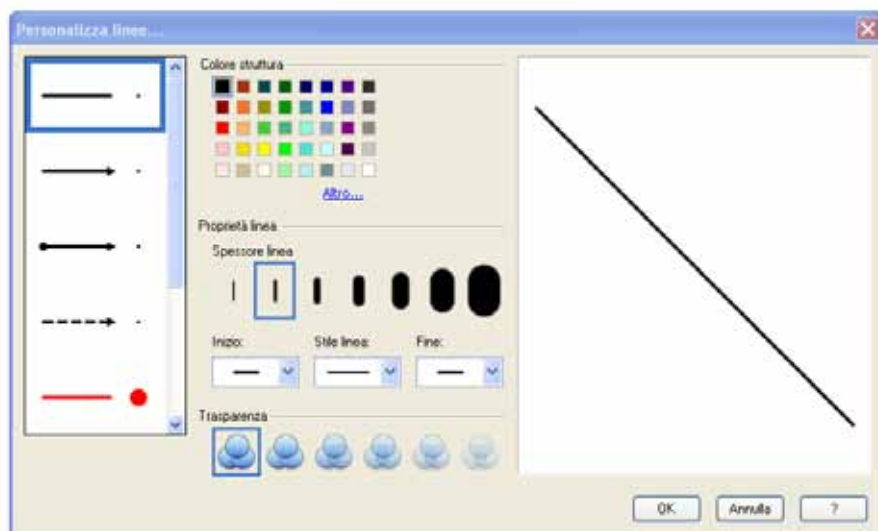 Personalizza linee...
Colore struttura
Altro...
Proprietà linea
Spessore linea
Inizio:
Stile linea:
Fine:
Trasparenza
OK
Annulla
?